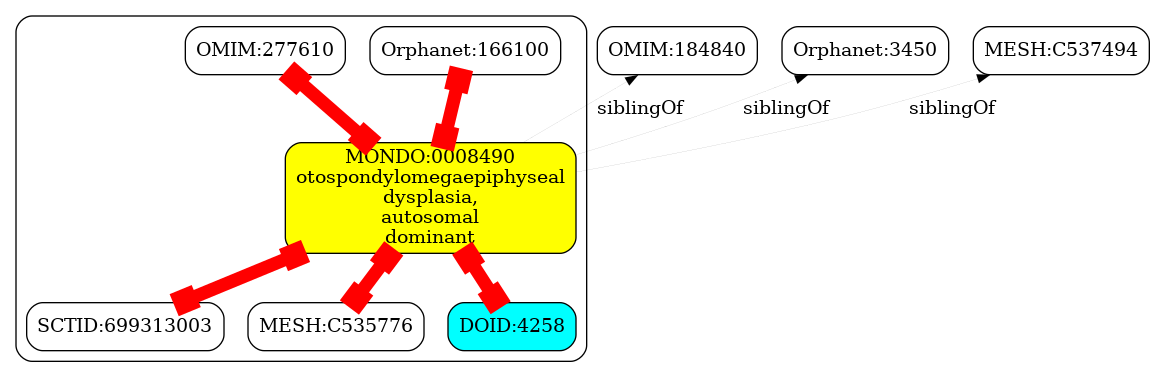 OMIM:277610
Orphanet:166100
OMIM:184840
Orphanet:3450
MESH:C537494
siblingOf
siblingOf
siblingOf
MONDO:0008490
otospondylomegaepiphyseal
dysplasia,
autosomal
dominant
SCTID:699313003
MESH:C535776
DOID:4258